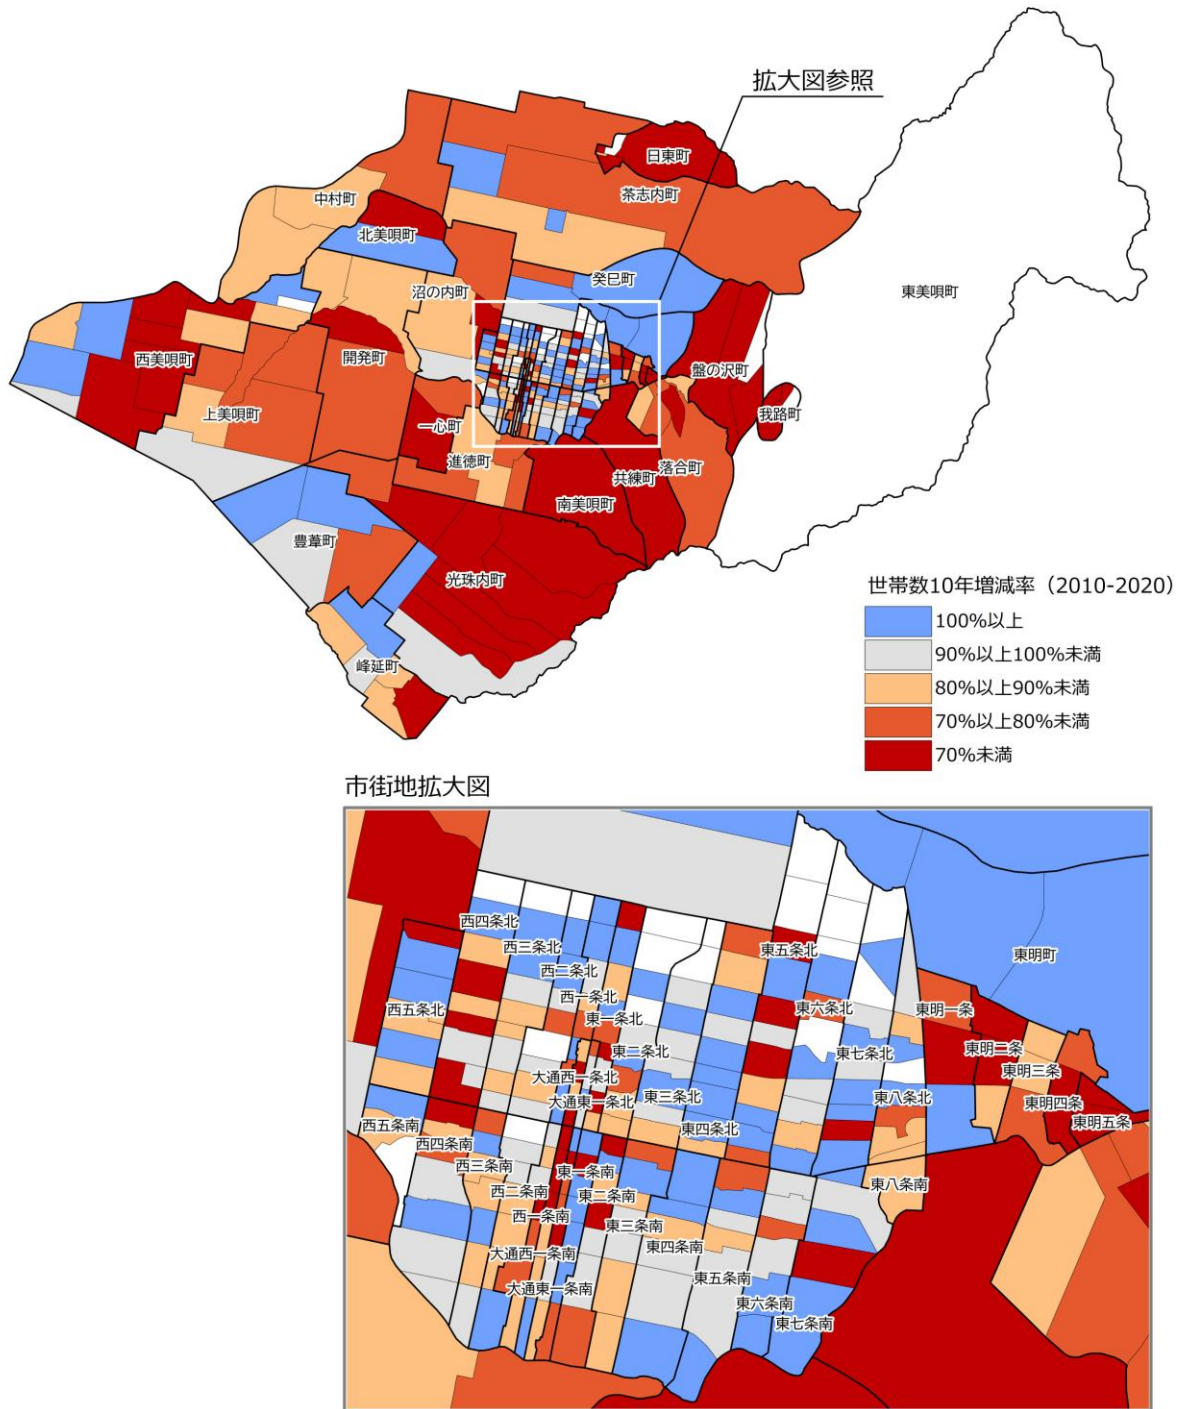 拡大図参照
日東町
茶志内町
中村町
北美唄町
癸巳町
沼の内町
東美唄町
西美唄町
開発町
盤の沢町
上美唄町
一心町
我路町
進徳町
落合町
共練町
南美唄町
豊葦町
光珠内町
峰延町
世帯数10年増減率（2010-2020）
100%以上
90%以上100%未満
80%以上90%未満
70%以上80%未満
70%未満
市街地拡大図
西四条北
西三条北
東五条北
東明町
西二条北
西一条北
西五条北
東一条北
東六条北
東明一条
東二条北
東七条北
東明二条
東明三条
大通西一条北
大通東一条北
東三条北
東八条北
東明四条
東明五条
西五条南
東四条北
西四条南
西三条南
東一条南
東八条南
西二条南
東二条南
西一条南
東三条南
大通西一条南
東四条南
大通東一条南
東五条南
東六条南
東七条南